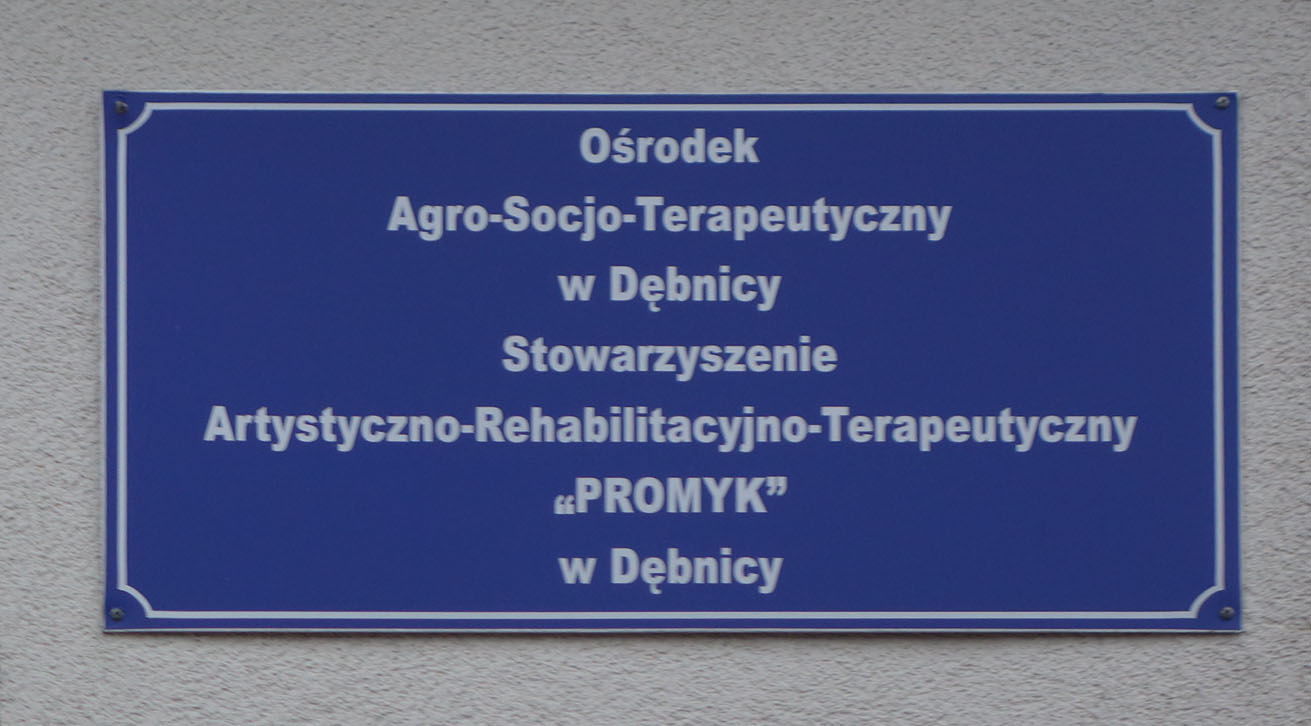 Ośrodek
Agro-Socjo-Terapeutyczny
w Dębnicy
Stowarzyszenie
Artystyczno-Rehabilitacyjno-Terapeutyczny
“PROMYK”
w Dębnicy